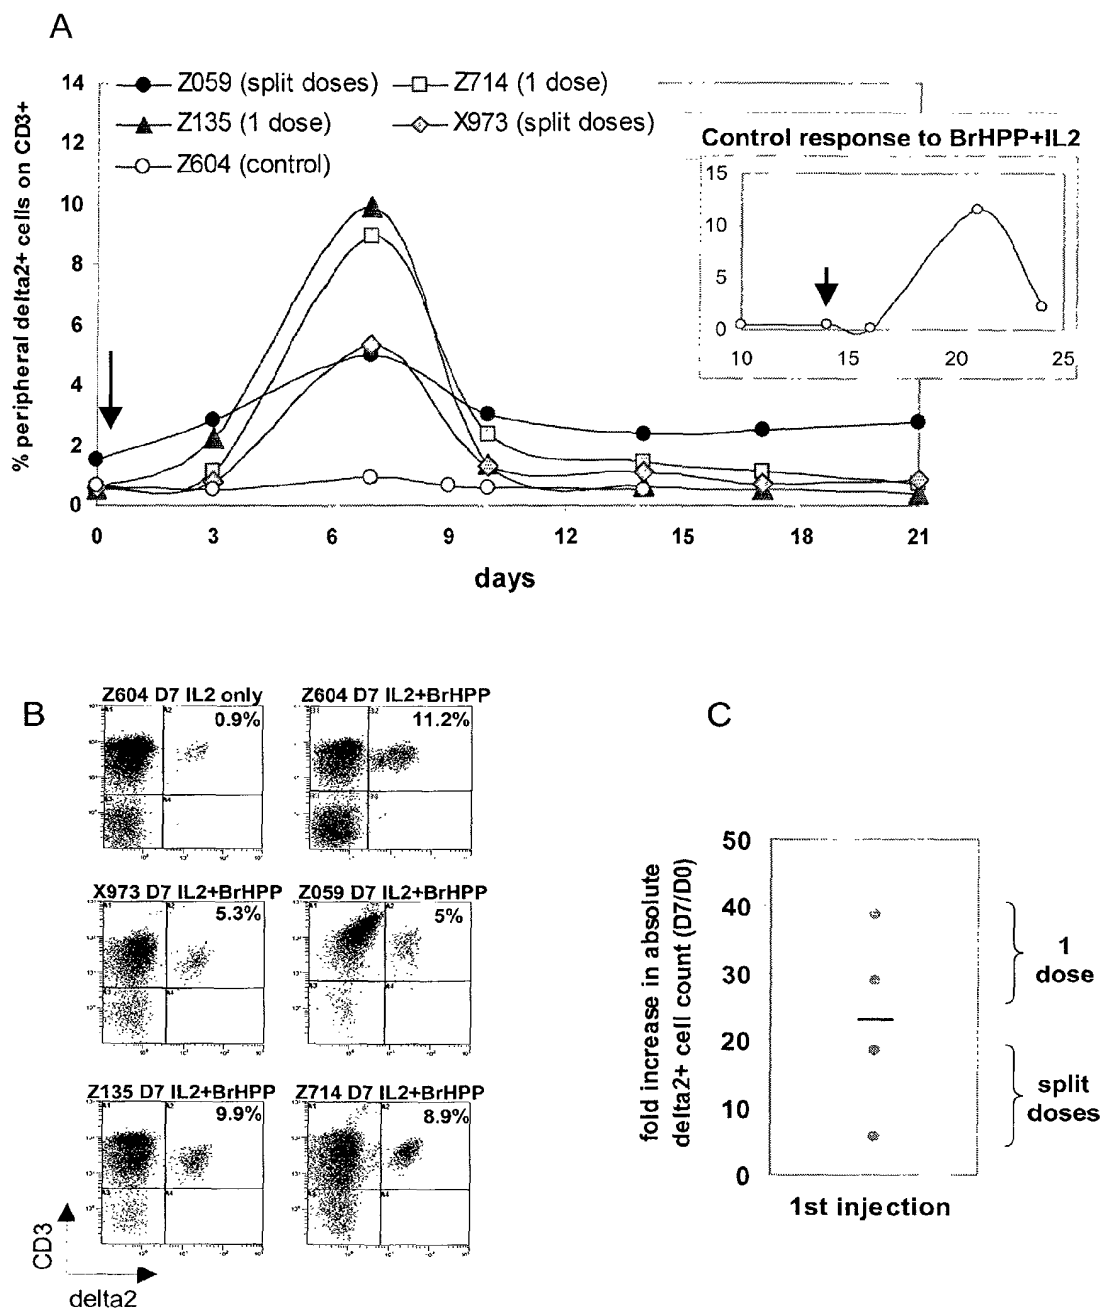 A
14
12
10
8
6
4
2
0
% peripheral delta2+ cells on CD3+
Z059 (split doses)
Z714 (1 dose)
Z135 (1 dose)
X973 (split doses)
Z604 (control)
0 3 6 9 12 15 18 21
days
Control response to BrHPP+IL2
15
10
5
0
10 15 20 25
B
Z604 D7 IL2 only
0.9%
Z604 D7 IL2+BrHPP
11.2%
X973 D7 IL2+BrHPP
5.3%
Z059 D7 IL2+BrHPP
5%
Z135 D7 IL2+BrHPP
9.9%
Z714 D7 IL2+BrHPP
8.9%
CD3
delta2
C
fold increase in absolute
delta2+ cell count (D7/D0)
50
40
30
20
10
0
1
dose
split
doses
1st injection